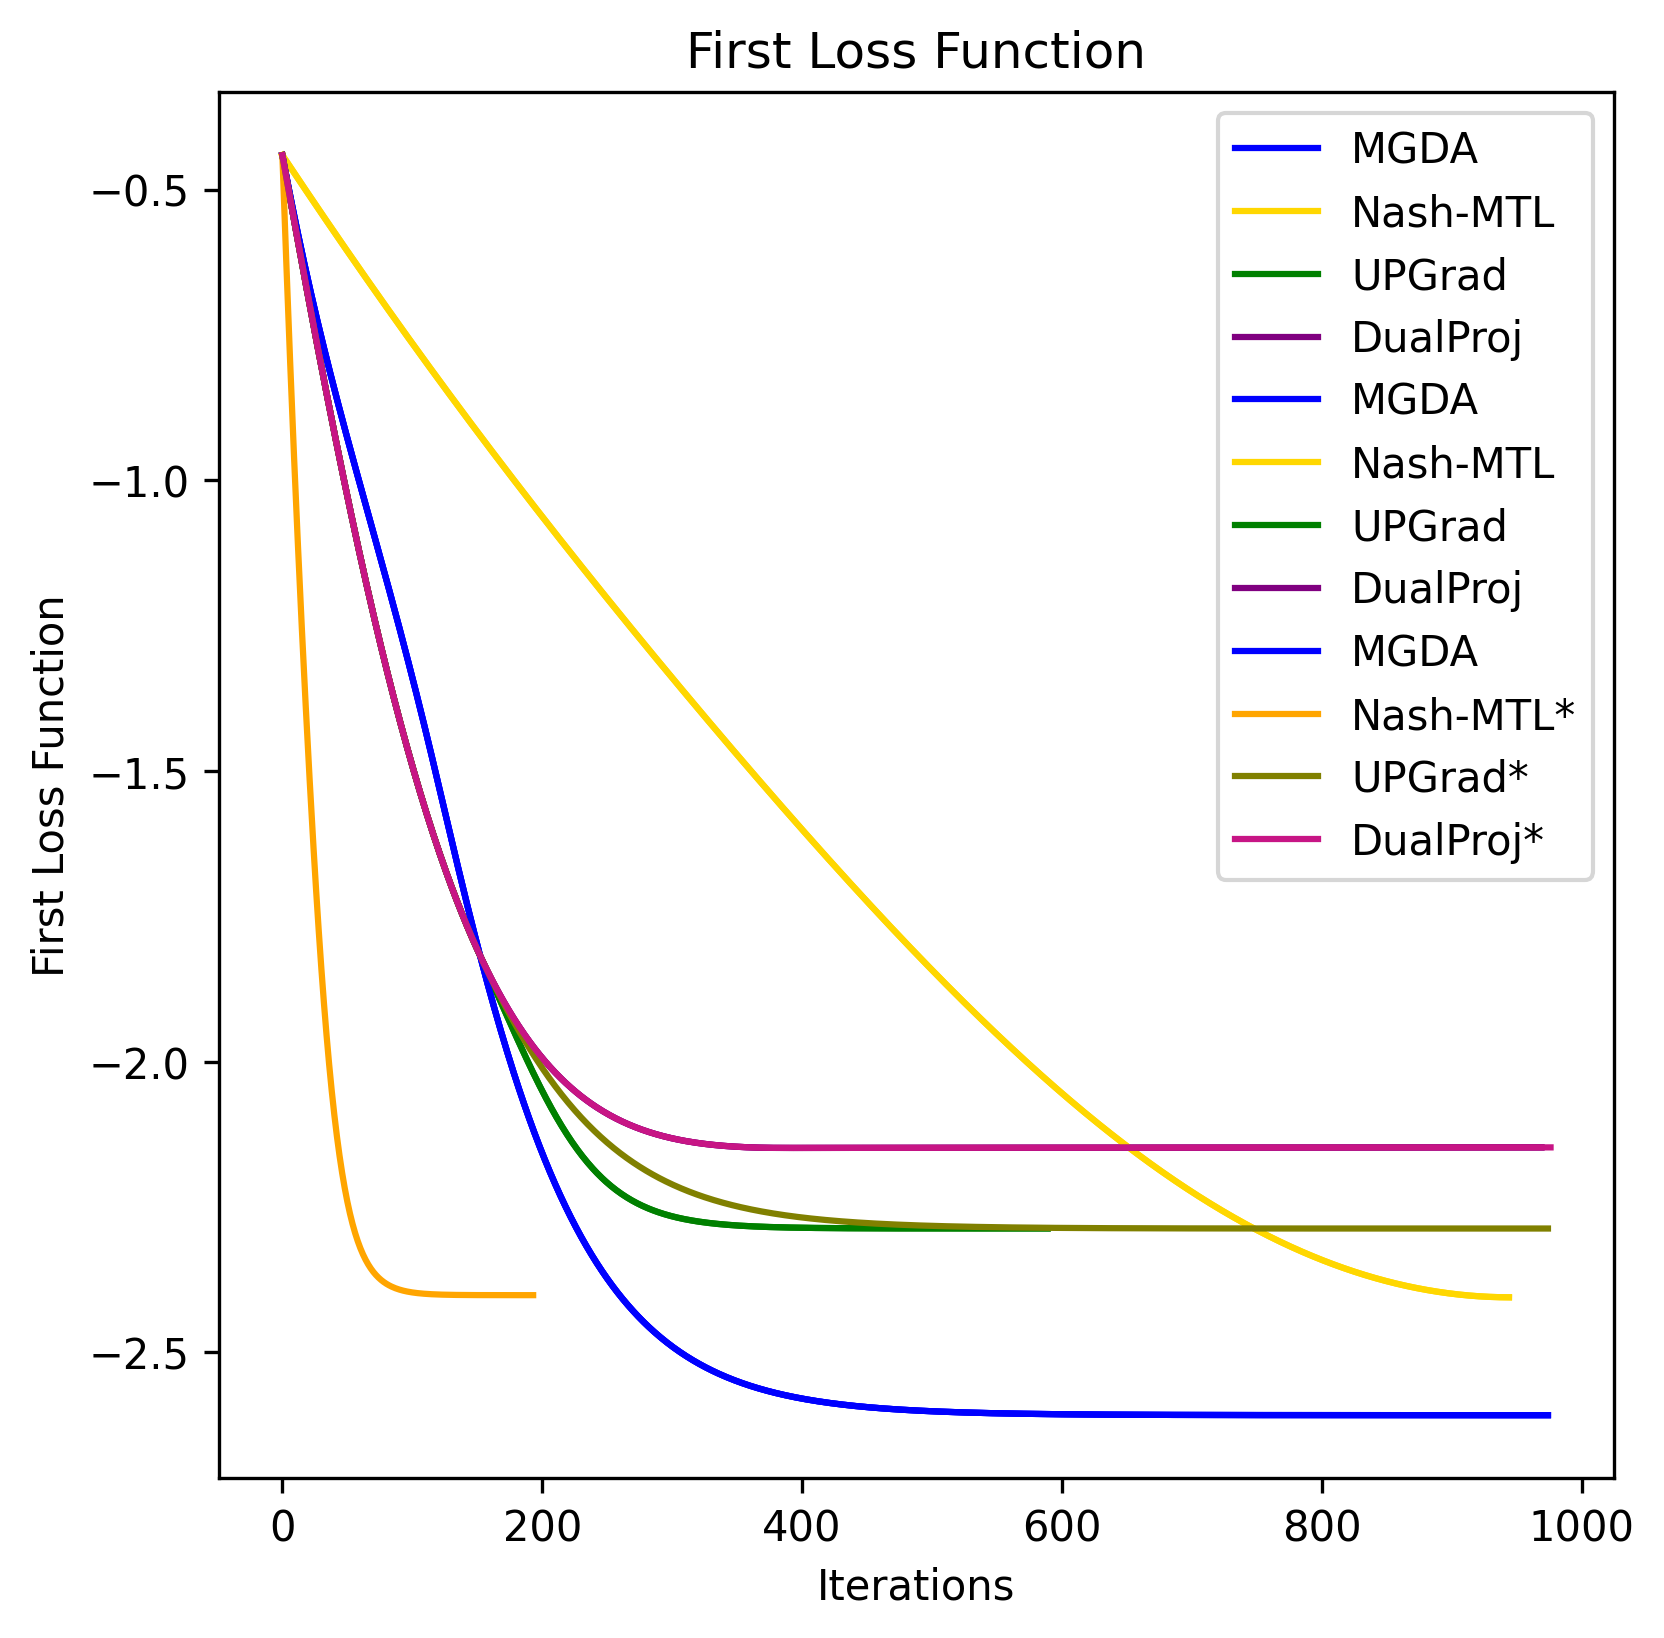 First Loss Function
MGDA
Nash-MTL
UPGrad
DualProj
MGDA
Nash-MTL
UPGrad
DualProj
MGDA
Nash-MTL*
UPGrad*
DualProj*
First Loss Function
−0.5
−1.0
−1.5
−2.0
−2.5
0 200 400 600 800 1000
Iterations